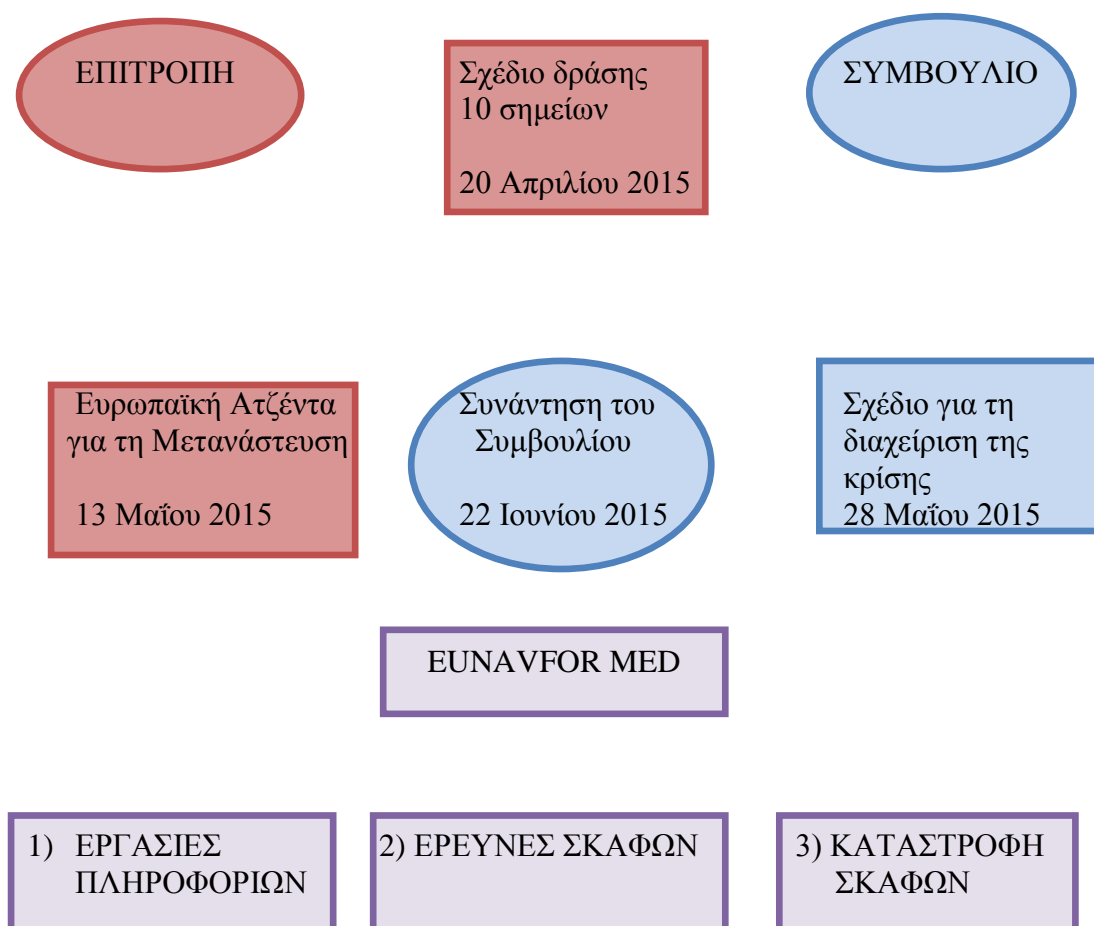 ΕΠΙΤΡΟΠΗ
Σχέδιο δράσης
10 σημείων
20 Απριλίου 2015
ΣΥΜΒΟΥΛΙΟ
Ευρωπαϊκή Ατζέντα
για τη Μετανάστευση
13 Μαΐου 2015
Συνάντηση του
Συμβουλίου
22 Ιουνίου 2015
Σχέδιο για τη
διαχείριση της
κρίσης
28 Μαΐου 2015
EUNAVFOR MED
1) ΕΡΓΑΣΙΕΣ
ΠΛΗΡΟΦΟΡΙΩΝ
2) ΕΡΕΥΝΕΣ ΣΚΑΦΩΝ
3) ΚΑΤΑΣΤΡΟΦΗ
ΣΚΑΦΩΝ